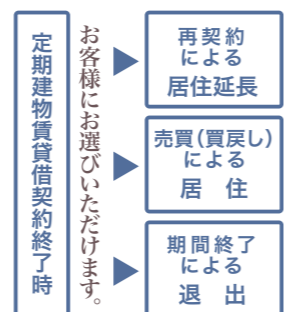 定期建物賃貸借契約終了時
お客様にお選びいただけます。
再契約
による
居住延長
売買（買戻し）
による
居　住
期間終了
による
退　出